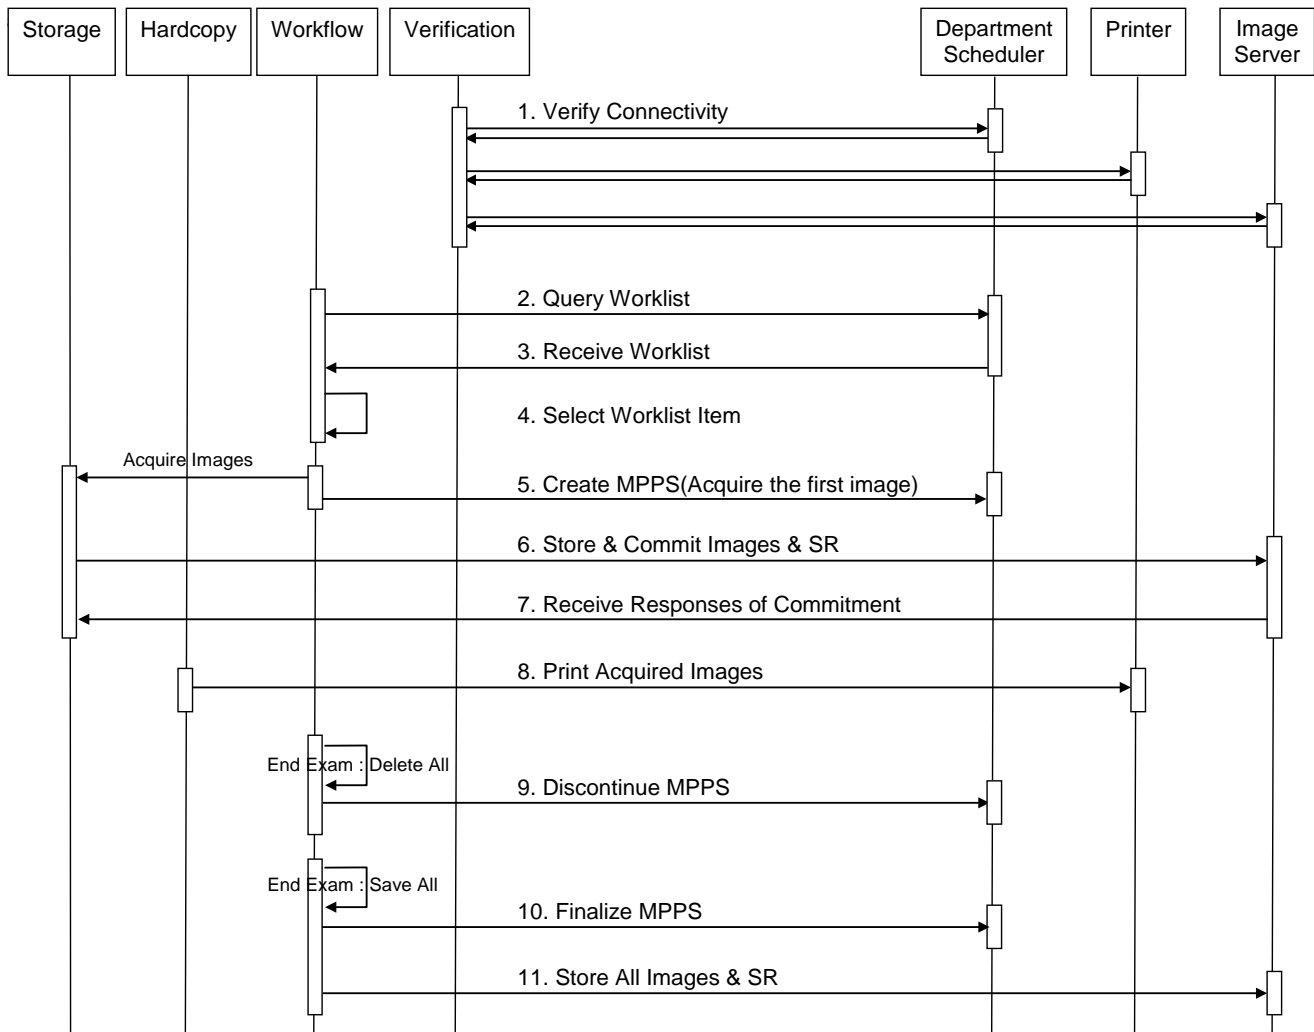 Storage
Hardcopy
Workflow
Verification
Department
Scheduler
Printer
Image
Server
1. Verify Connectivity
2. Query Worklist
3. Receive Worklist
4. Select Worklist Item
Acquire Images
5. Create MPPS(Acquire the first image)
6. Store & Commit Images & SR
7. Receive Responses of Commitment
8. Print Acquired Images
End Exam : Delete All
9. Discontinue MPPS
End Exam : Save All
10. Finalize MPPS
11. Store All Images & SR